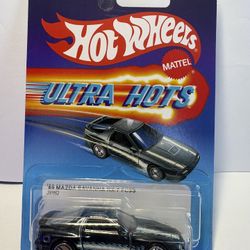 Hot Wheels
MATTEL
ULTRA HOTS
'89 MAZDA SAVANNA RX-7 FC3S